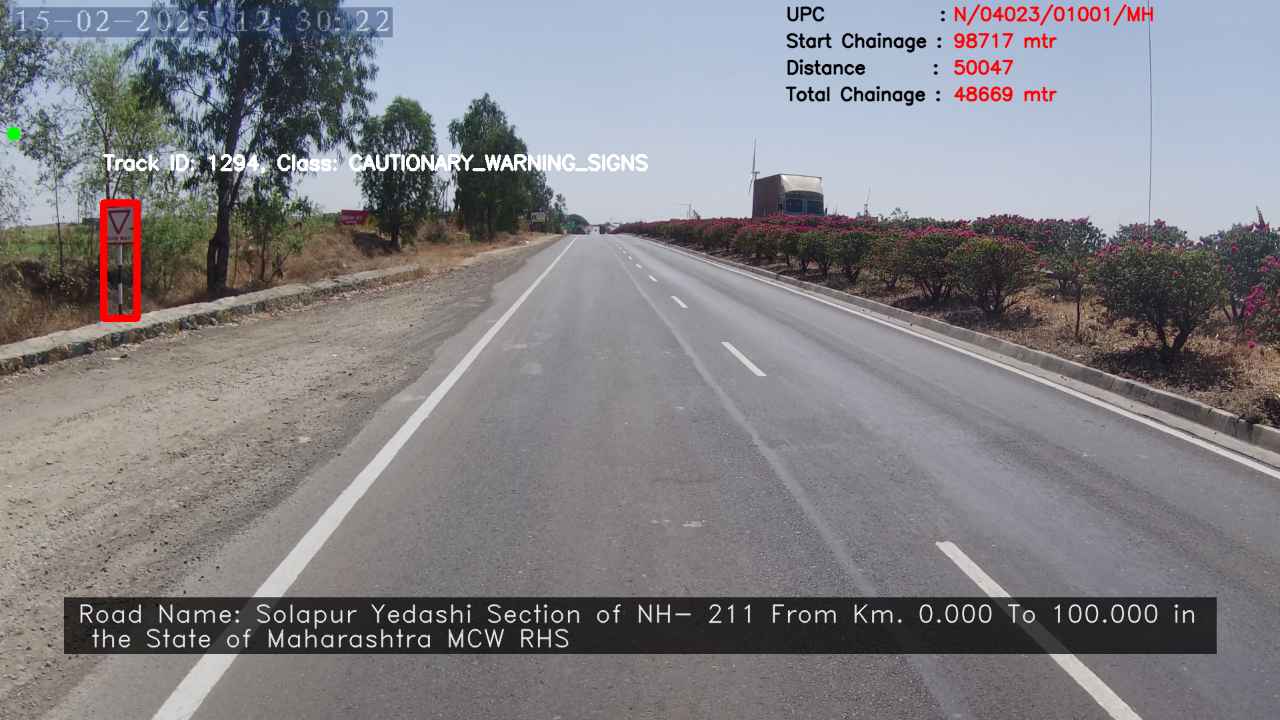 15-02-2025 12:30:22
UPC : N/04023/01001/MH
Start Chainage : 98717 mtr
Distance : 50047
Total Chainage : 48669 mtr
Track ID: 1294, Class: CAUTIONARY_WARNING_SIGNS
Road Name: Solapur Yedashi Section of NH- 211 From Km. 0.000 To 100.000 in
the State of Maharashtra MCW RHS